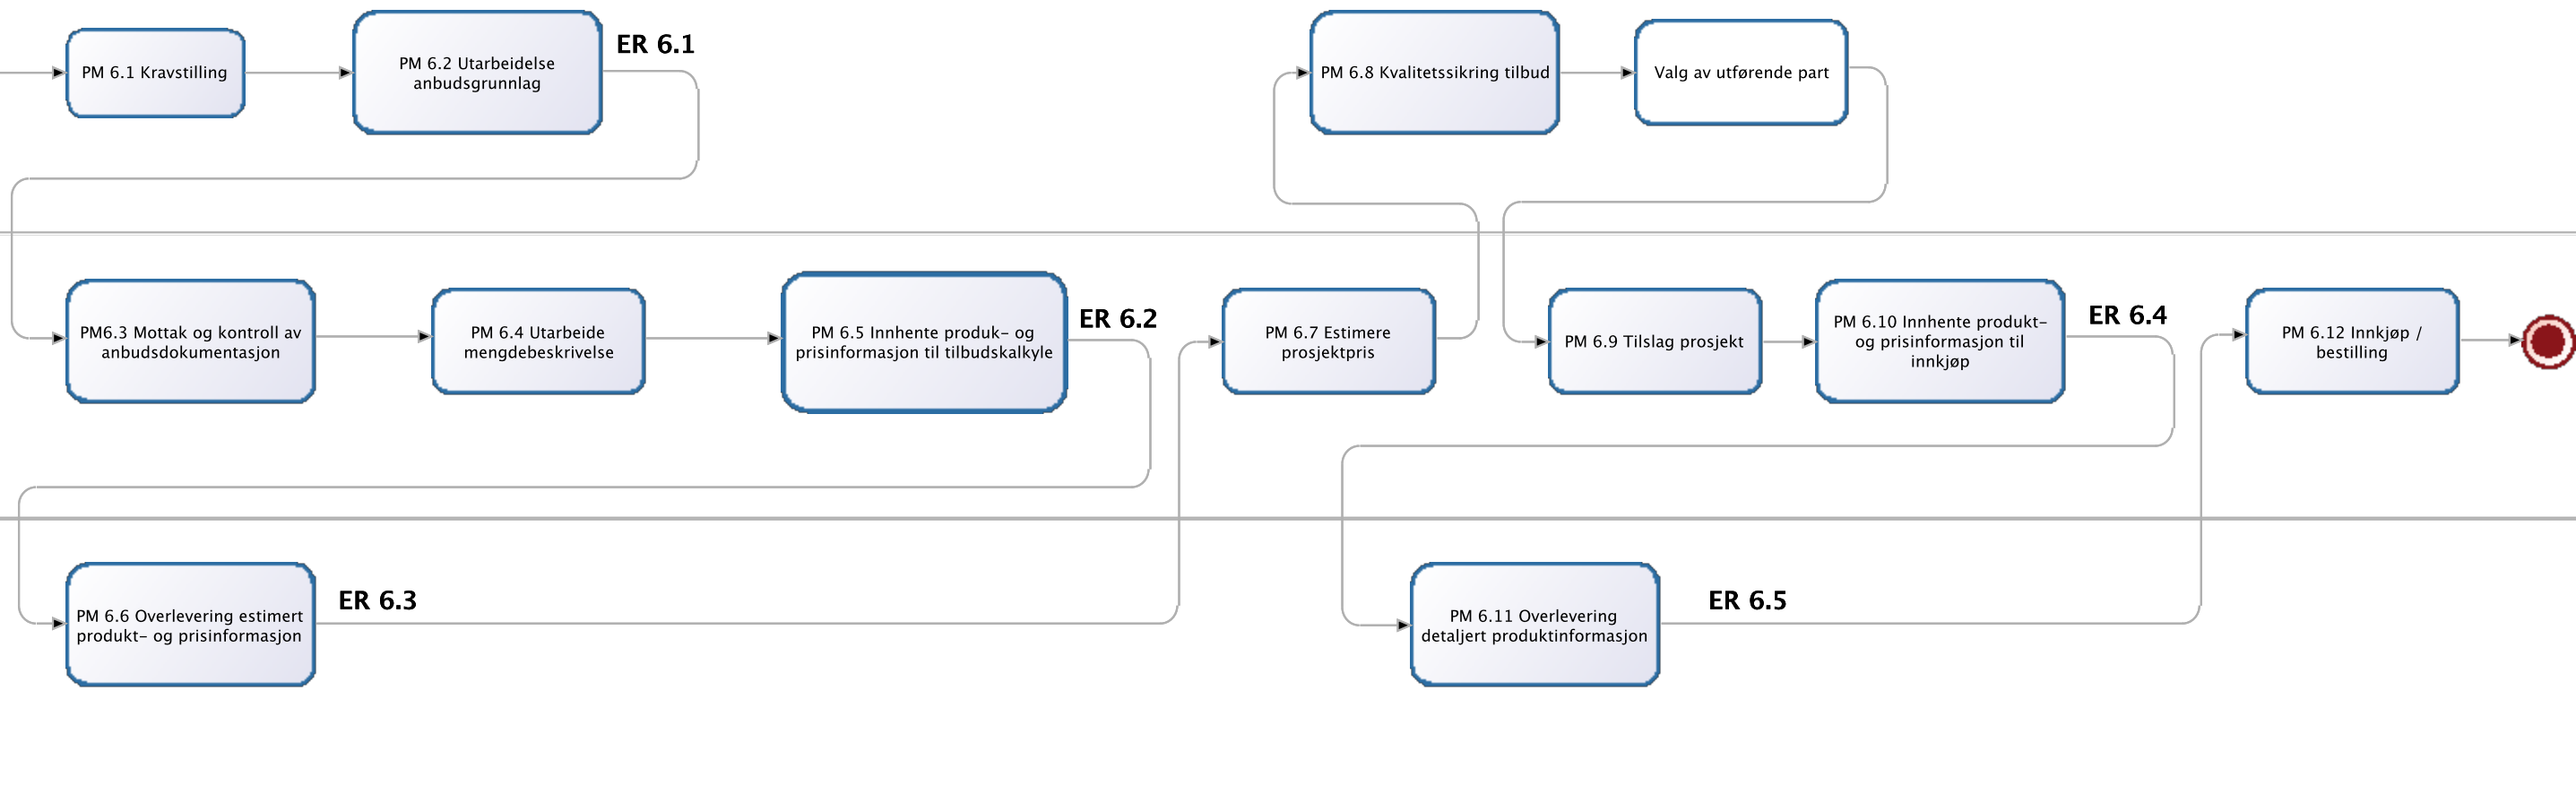 PM 6.1 Kravstilling
PM 6.2 Utarbeidelse
anbudsgrunnlag
ER 6.1
PM 6.8 Kvalitetssikring tilbud
Valg av utførende part
PM6.3 Mottak og kontroll av
anbudsdokumentasjon
PM 6.4 Utarbeide
mengdebeskrivelse
PM 6.5 Innhente produk- og
prisinformasjon til tilbudskalkyle
ER 6.2
PM 6.7 Estimere
prosjektpris
PM 6.9 Tilslag prosjekt
PM 6.10 Innhente produkt-
og prisinformasjon til
innkjøp
ER 6.4
PM 6.12 Innkjøp /
bestilling
PM 6.6 Overlevering estimert
produkt- og prisinformasjon
ER 6.3
PM 6.11 Overlevering
detaljert produktinformasjon
ER 6.5